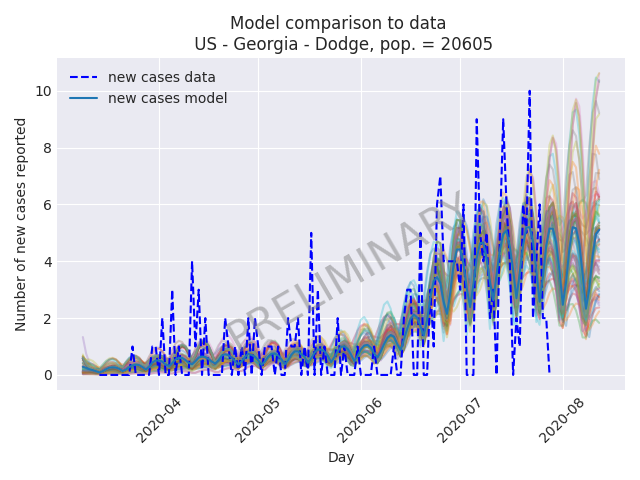 Model comparison to data
US - Georgia - Dodge, pop. = 20605
new cases data
new cases model
PRELIMINARY
Number of new cases reported
10
8
6
4
2
0
2020-04
2020-05
2020-06
2020-07
2020-08
Day